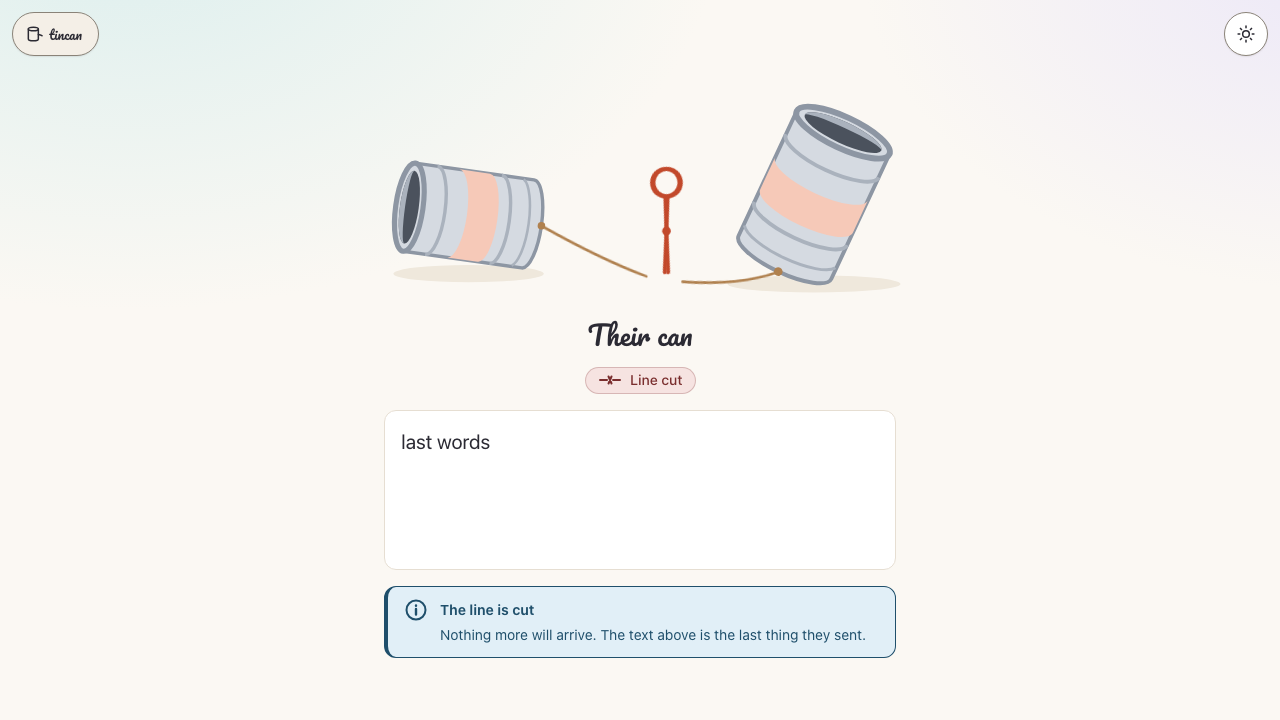 tincan
Their can
Line cut
last words
The line is cut
Nothing more will arrive. The text above is the last thing they sent.